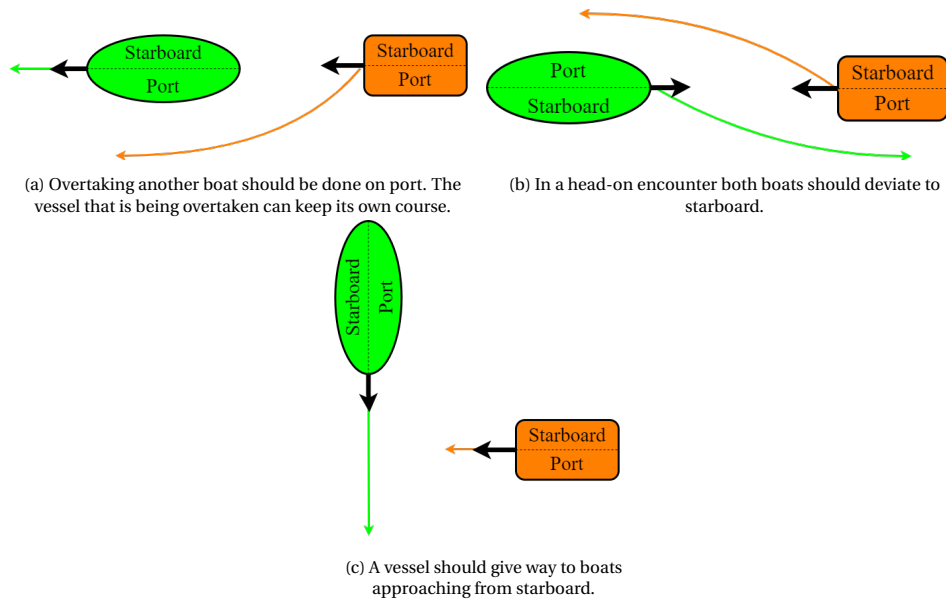 Starboard
Port
Starboard
Port
(a) Overtaking another boat should be done on port. The
vessel that is being overtaken can keep its own course.
Port
Starboard
Starboard
Port
(b) In a head-on encounter both boats should deviate to
starboard.
Starboard
Port
Starboard
Port
(c) A vessel should give way to boats
approaching from starboard.